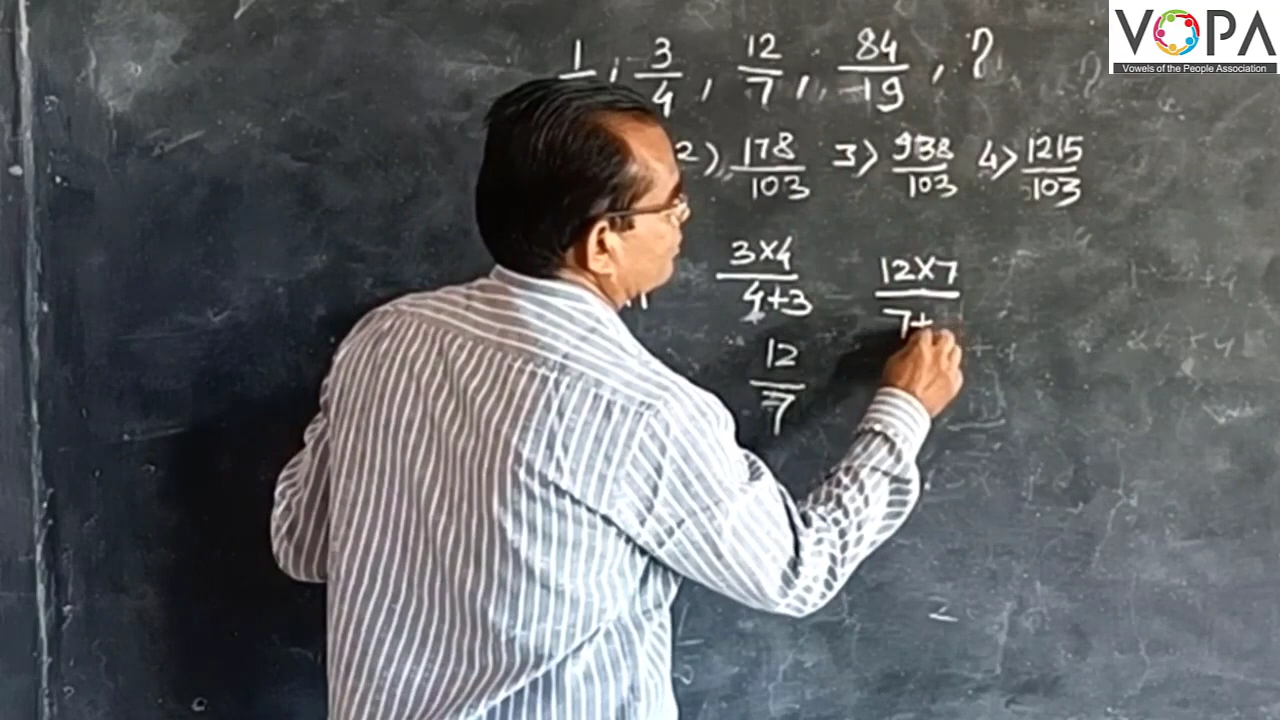 VOPA
Vowels of the People Association
1/ , 3/4 , 12/7 , 84/19 , ?
2) 178/103 3) 938/103 4) 1215/103
3×4/4+3 12×7/7+
12/7